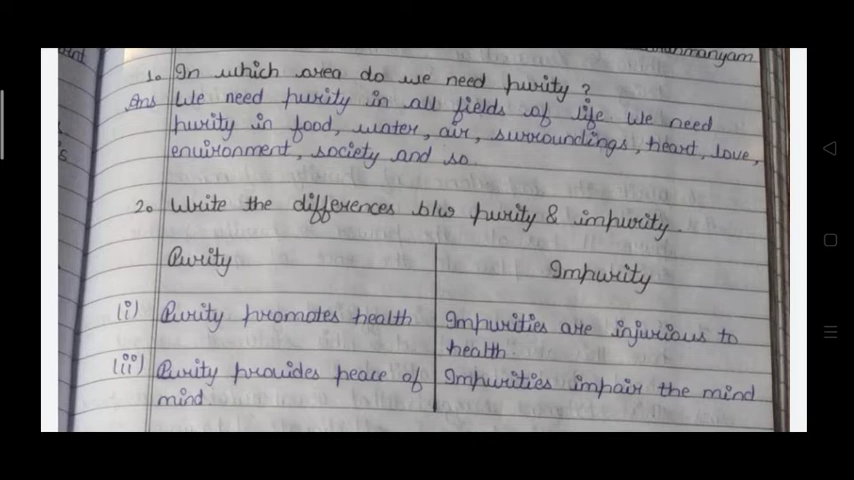 1. In which area do we need purity ?
Ans We need purity in all fields of life We need
purity in food, water, air, surroundings, heart, love,
environment, society and so
2. Write the differences b/w purity & impurity.
Purity Impurity
(i) Purity promotes health Impurities are injurious to
health.
(ii) Purity provides peace of Impurities impair the mind
mind.